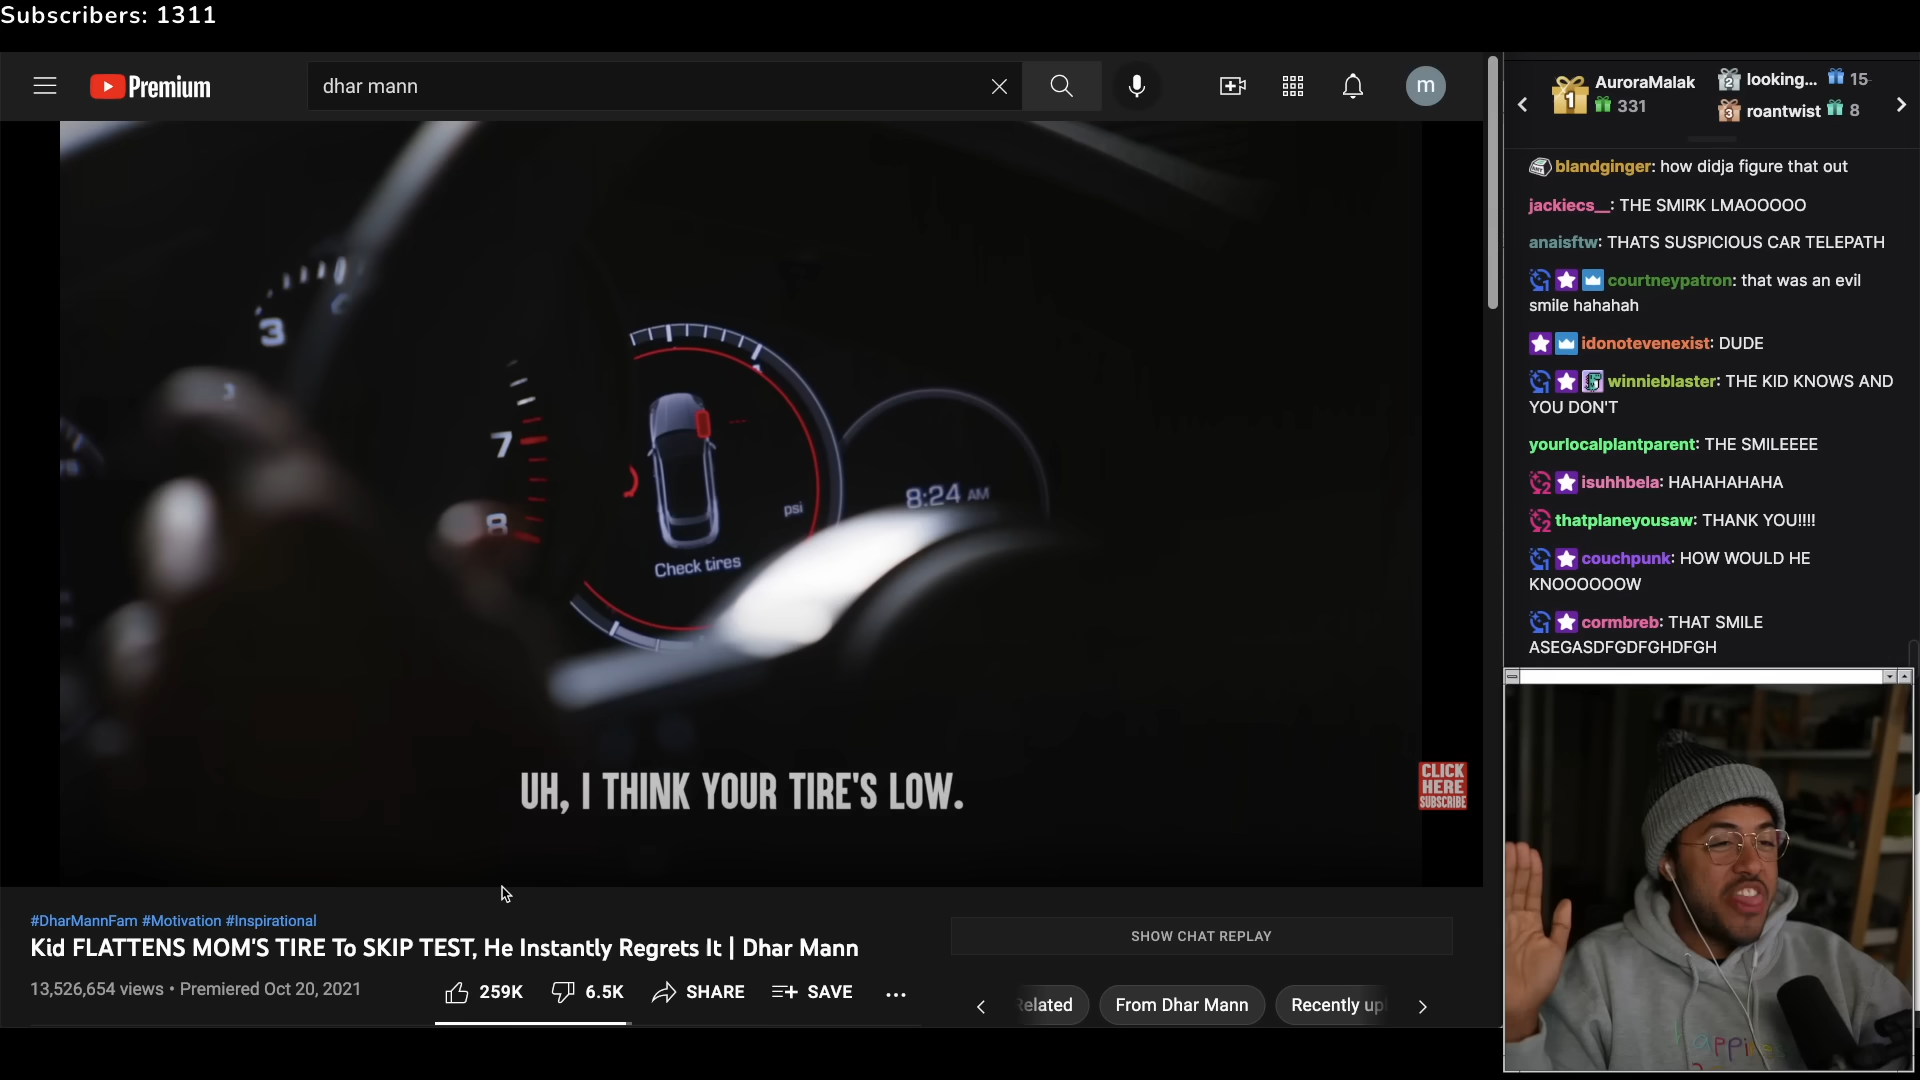 Subscribers: 1311
Premium
dhar mann
m
1
AuroraMalak
331
2
looking...
15
3
roantwist
8
blandginger: how didja figure that out
jackiecs__: THE SMIRK LMAOOOOO
anaisftw: THATS SUSPICIOUS CAR TELEPATH
courtneypatron: that was an evil
smile hahahah
idonotevenexist: DUDE
winnieblaster: THE KID KNOWS AND
YOU DON'T
yourlocalplantparent: THE SMILEEEE
isuhhbela: HAHAHAHAHA
thatplaneyousaw: THANK YOU!!!!
couchpunk: HOW WOULD HE
KNOOOOOOW
cormbreb: THAT SMILE
ASEGASDFGDFGHDFGH
3
7
8
psi
8:24 AM
Check tires
UH, I THINK YOUR TIRE'S LOW.
CLICK
HERE
SUBSCRIBE
#DharMannFam #Motivation #Inspirational
Kid FLATTENS MOM'S TIRE To SKIP TEST, He Instantly Regrets It | Dhar Mann
13,526,654 views • Premiered Oct 20, 2021
259K
6.5K
SHARE
SAVE
SHOW CHAT REPLAY
Related
From Dhar Mann
Recently up